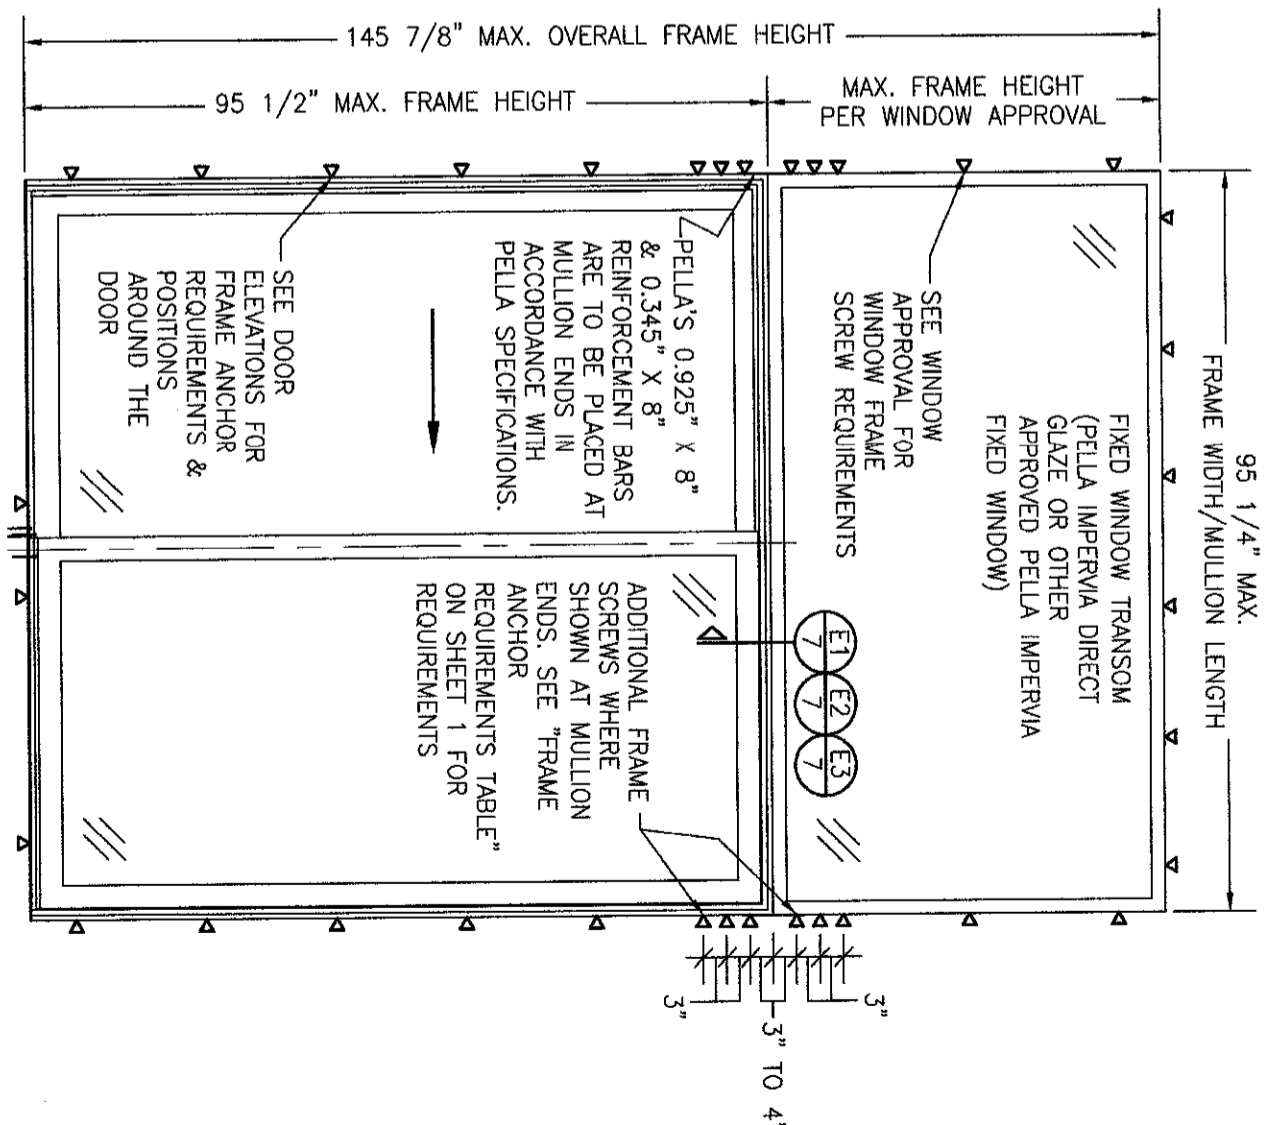 145 7/8" MAX. OVERALL FRAME HEIGHT
95 1/2" MAX. FRAME HEIGHT
MAX. FRAME HEIGHT
PER WINDOW APPROVAL
95 1/4" MAX.
FRAME WIDTH/MULLION LENGTH
FIXED WINDOW TRANSOM
(PELLA IMPERVIA DIRECT
GLAZE OR OTHER
APPROVED PELLA IMPERVIA
FIXED WINDOW)
SEE WINDOW
APPROVAL FOR
WINDOW FRAME
SCREW REQUIREMENTS
PELLA'S 0.925" X 8"
& 0.345" X 8"
REINFORCEMENT BARS
ARE TO BE PLACED AT
MULLION ENDS IN
ACCORDANCE WITH
PELLA SPECIFICATIONS.
SEE DOOR
ELEVATIONS FOR
FRAME ANCHOR
REQUIREMENTS &
POSITIONS
AROUND THE
DOOR
E1
7
E2
7
E3
7
ADDITIONAL FRAME
SCREWS WHERE
SHOWN AT MULLION
ENDS. SEE "FRAME
ANCHOR
REQUIREMENTS TABLE"
ON SHEET 1 FOR
REQUIREMENTS
3"
3"
3" TO 4"